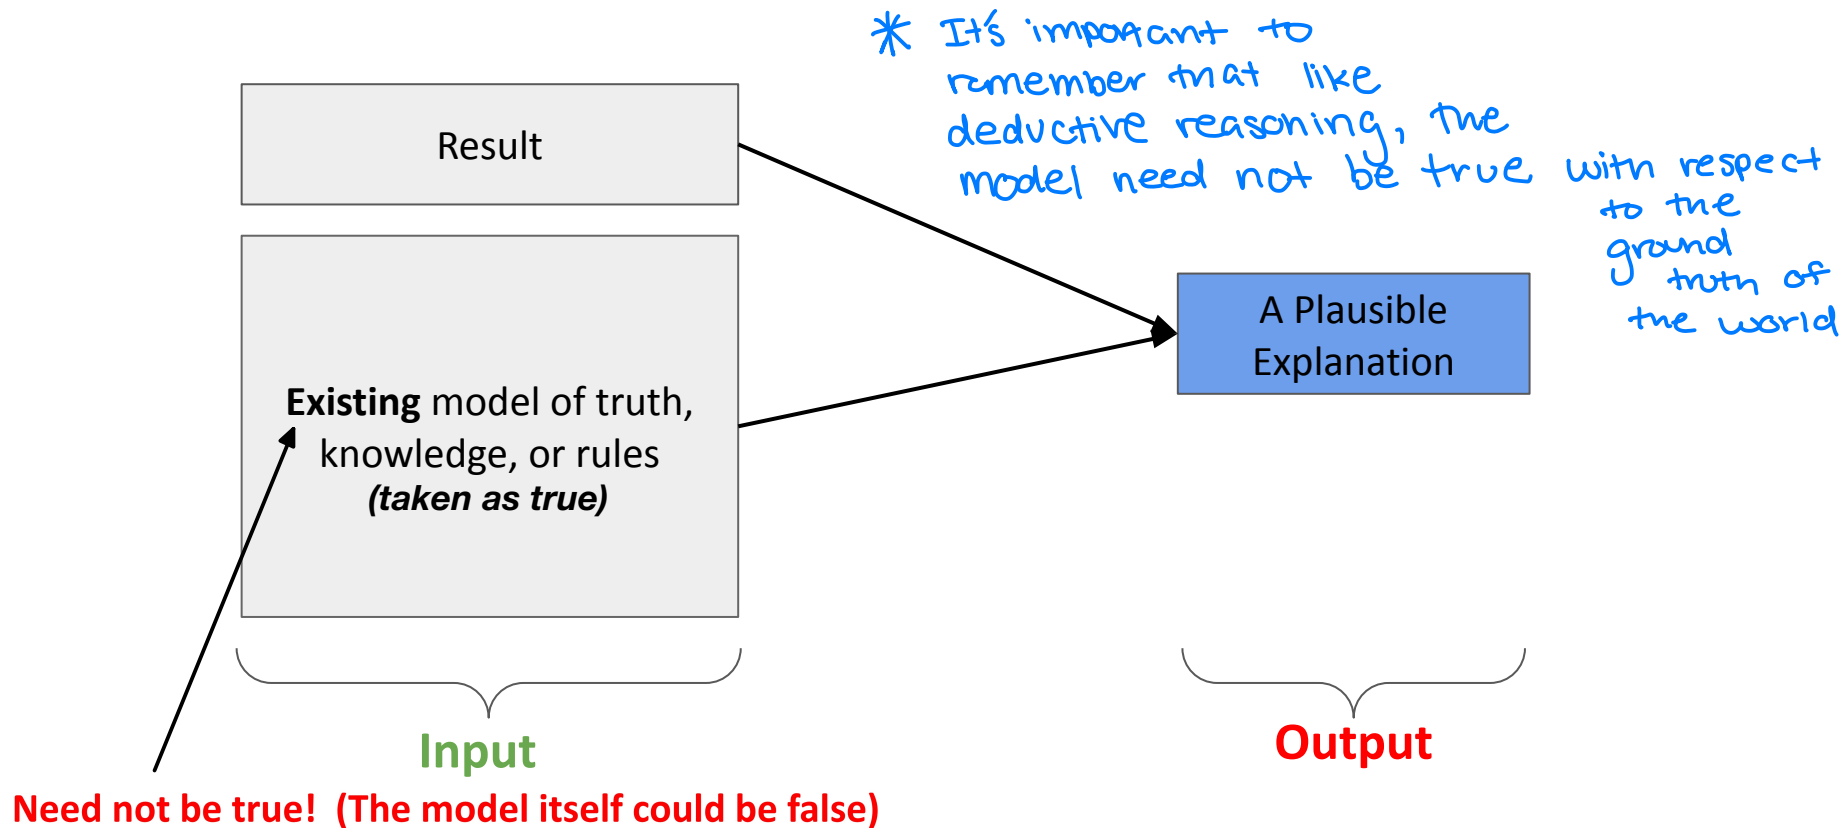 * It's important to
remember that like
deductive reasoning, the
model need not be true with respect
to the
ground
truth of
the world
Result
Existing model of truth,
knowledge, or rules
(taken as true)
A Plausible
Explanation
Input
Output
Need not be true! (The model itself could be false)